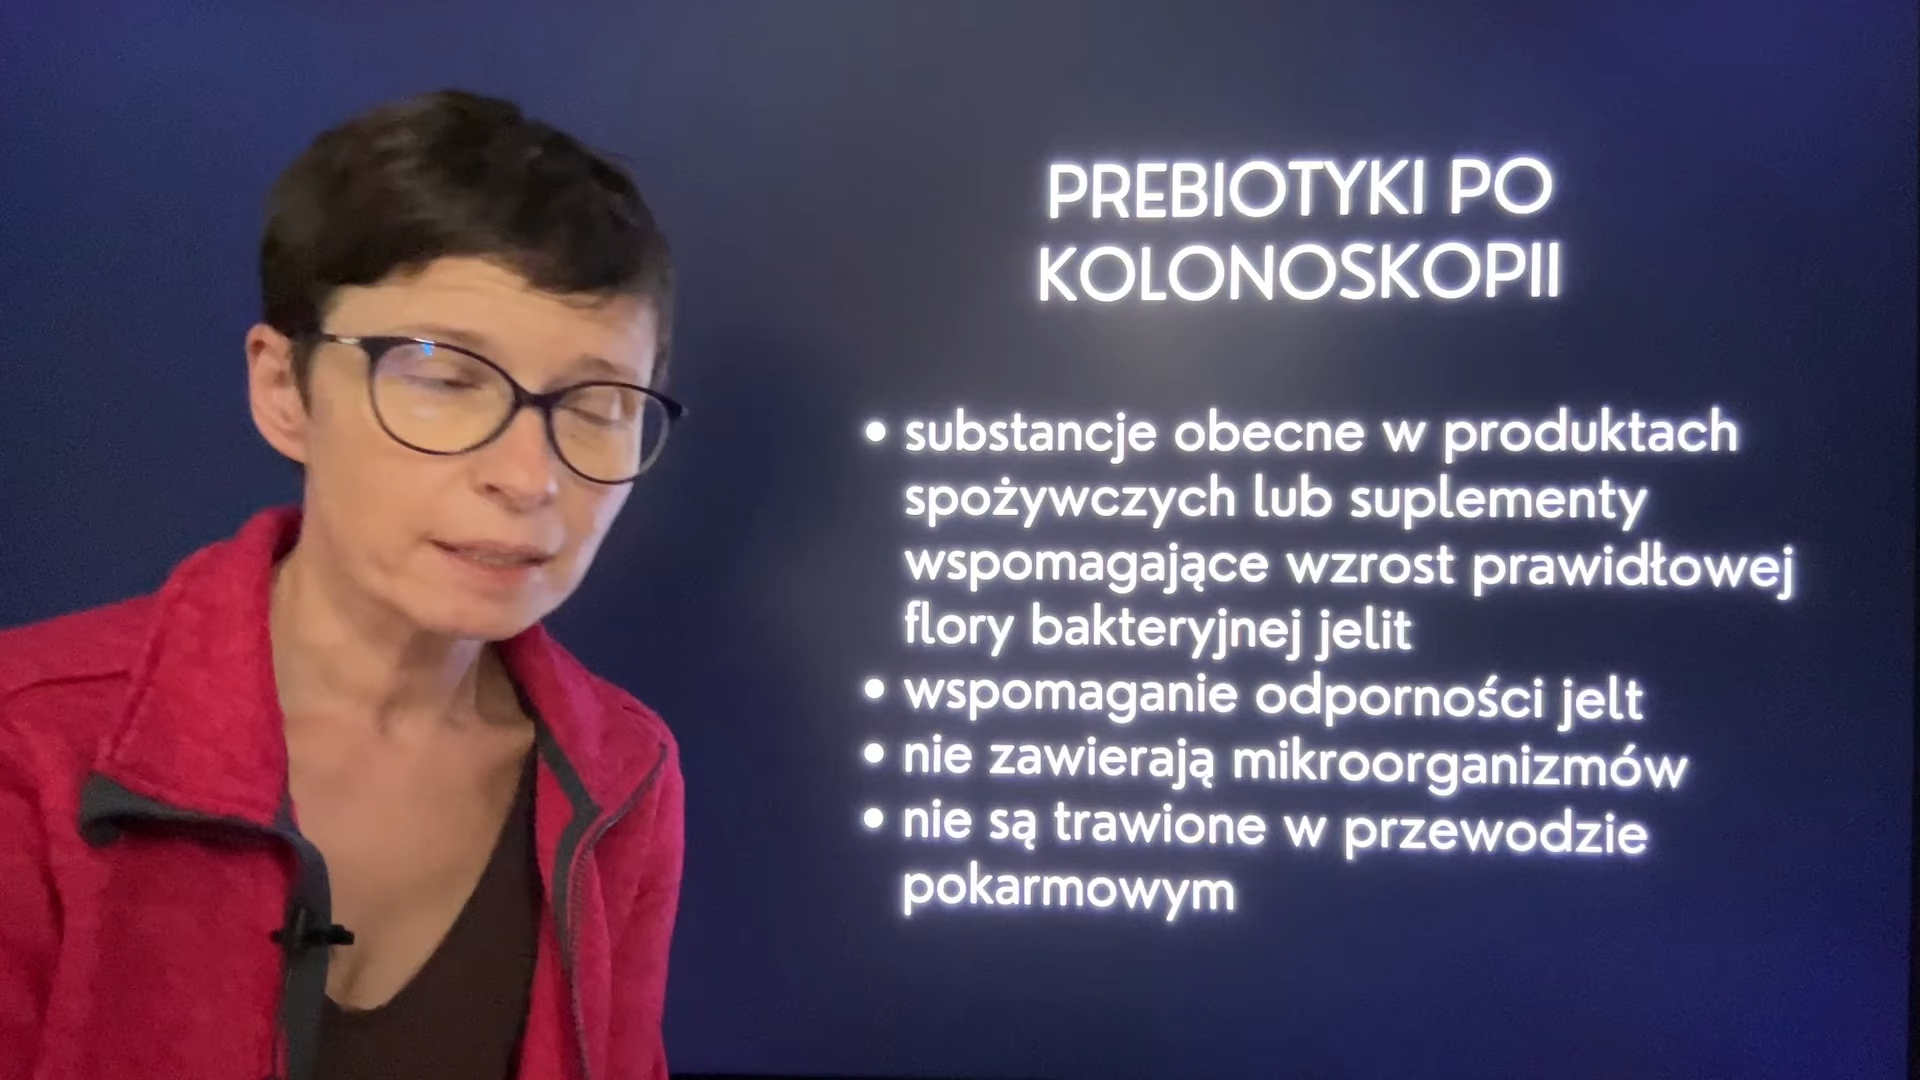 PREBIOTYKI PO
KOLONOSKOPII
• substancje obecne w produktach
spożywczych lub suplementy
wspomagające wzrost prawidłowej
flory bakteryjnej jelit
• wspomaganie odporności jelt
• nie zawierają mikroorganizmów
• nie są trawione w przewodzie
pokarmowym